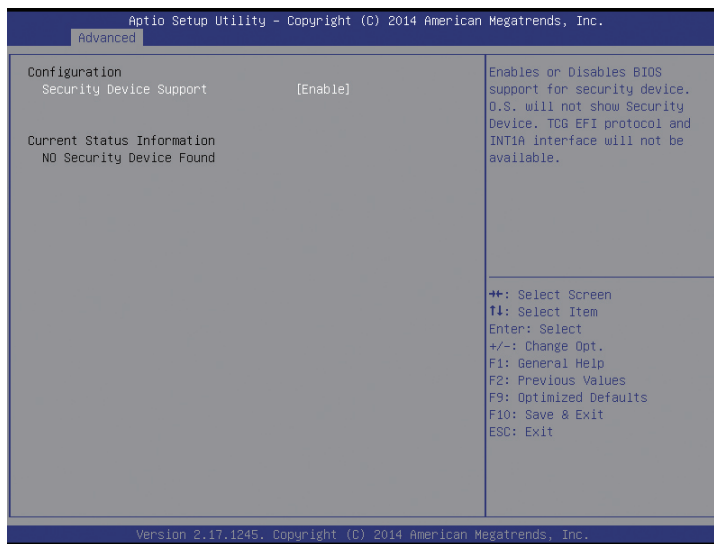 Aptio Setup Utility – Copyright (C) 2014 American Megatrends, Inc.
Advanced
Configuration
Security Device Support [Enable]
Current Status Information
NO Security Device Found
Enables or Disables BIOS
support for security device.
O.S. will not show Security
Device. TCG EFI protocol and
INT1A interface will not be
available.
→←: Select Screen
↑↓: Select Item
Enter: Select
+/-: Change Opt.
F1: General Help
F2: Previous Values
F9: Optimized Defaults
F10: Save & Exit
ESC: Exit
Version 2.17.1245. Copyright (C) 2014 American Megatrends, Inc.